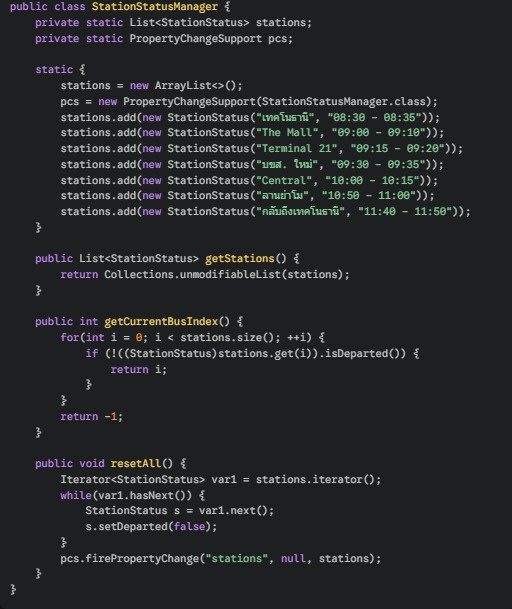 public class StationStatusManager {
    private static List<StationStatus> stations;
    private static PropertyChangeSupport pcs;

    static {
        stations = new ArrayList<>();
        pcs = new PropertyChangeSupport(StationStatusManager.class);
        stations.add(new StationStatus("เทคโนธานี", "08:30 - 08:35"));
        stations.add(new StationStatus("The Mall", "09:00 - 09:10"));
        stations.add(new StationStatus("Terminal 21", "09:15 - 09:20"));
        stations.add(new StationStatus("บขส. ใหม่", "09:30 - 09:35"));
        stations.add(new StationStatus("Central", "10:00 - 10:15"));
        stations.add(new StationStatus("ลานย่าโม", "10:50 - 11:00"));
        stations.add(new StationStatus("กลับถึงเทคโนธานี", "11:40 - 11:50"));
    }

    public List<StationStatus> getStations() {
        return Collections.unmodifiableList(stations);
    }

    public int getCurrentBusIndex() {
        for(int i = 0; i < stations.size(); ++i) {
            if (!((StationStatus)stations.get(i)).isDeparted()) {
                return i;
            }
        }
        return -1;
    }

    public void resetAll() {
        Iterator<StationStatus> var1 = stations.iterator();
        while(var1.hasNext()) {
            StationStatus s = var1.next();
            s.setDeparted(false);
        }
        pcs.firePropertyChange("stations", null, stations);
    }
}